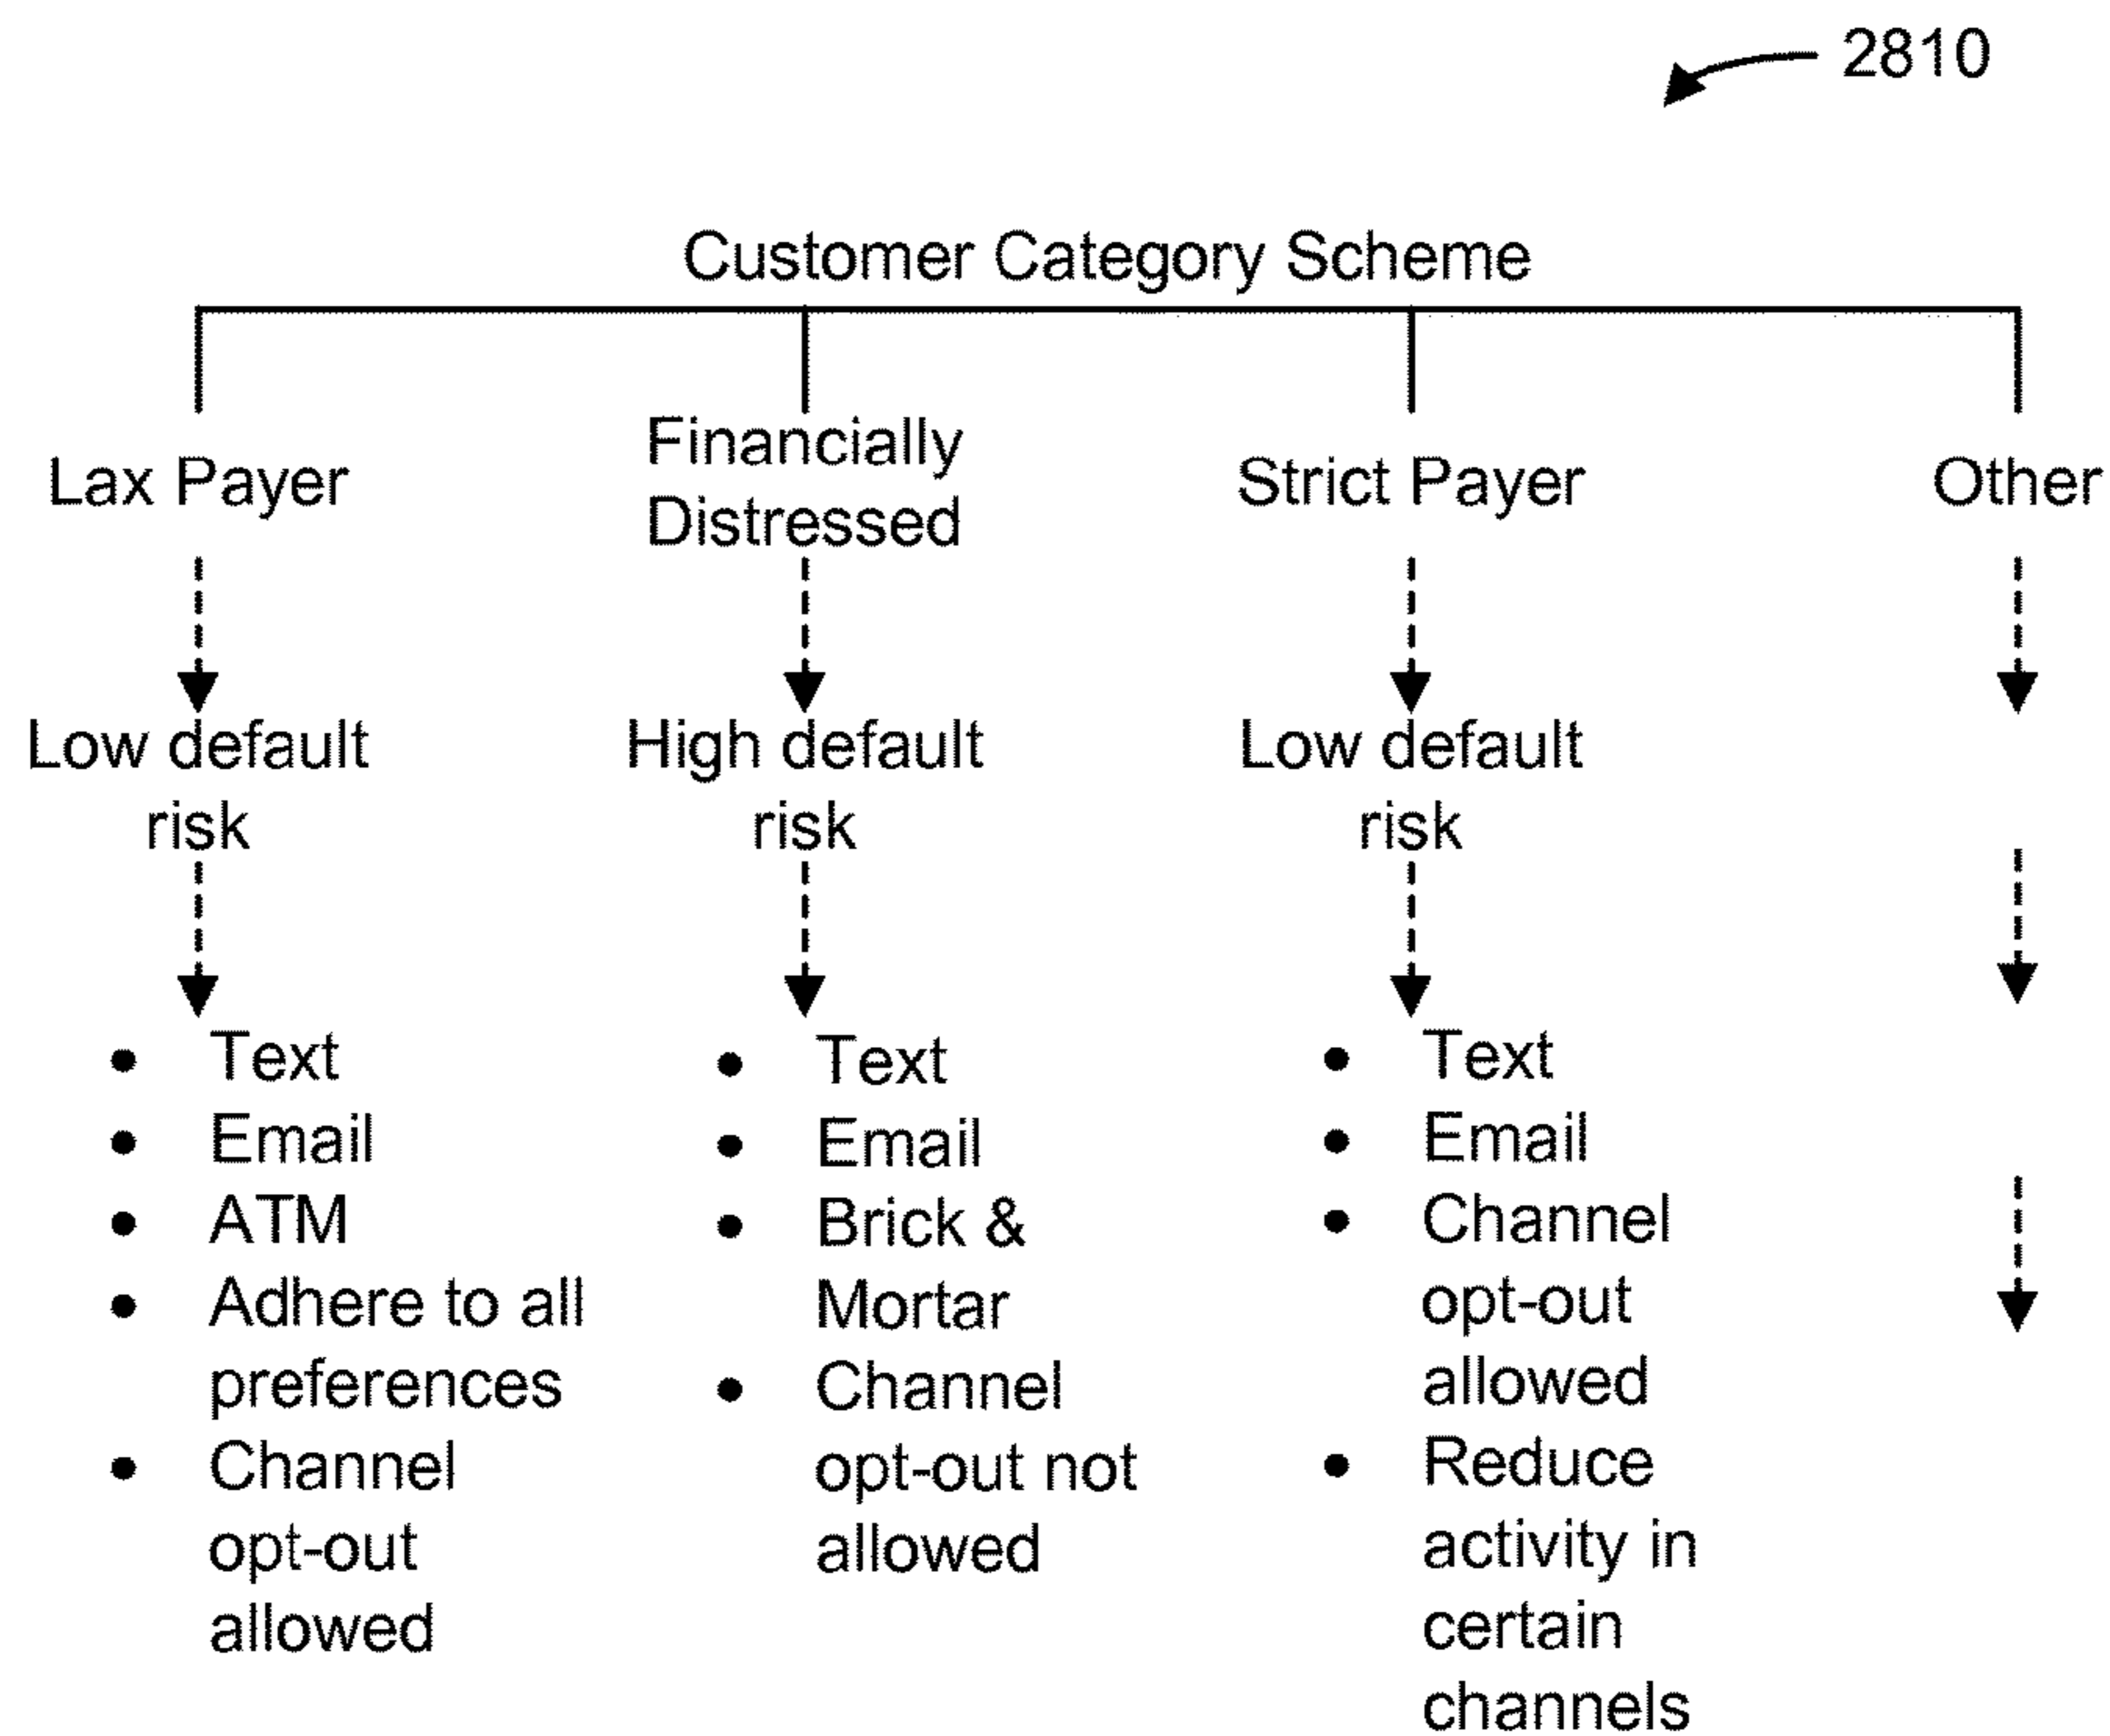 2810
Customer Category Scheme
Lax Payer
Financially
Distressed
Strict Payer
Other
Low default
risk
High default
risk
Low default
risk
• Text
• Email
• ATM
• Adhere to all
preferences
• Channel
opt-out
allowed
• Text
• Email
• Brick &
Mortar
• Channel
opt-out not
allowed
• Text
• Email
• Channel
opt-out
allowed
• Reduce
activity in
certain
channels